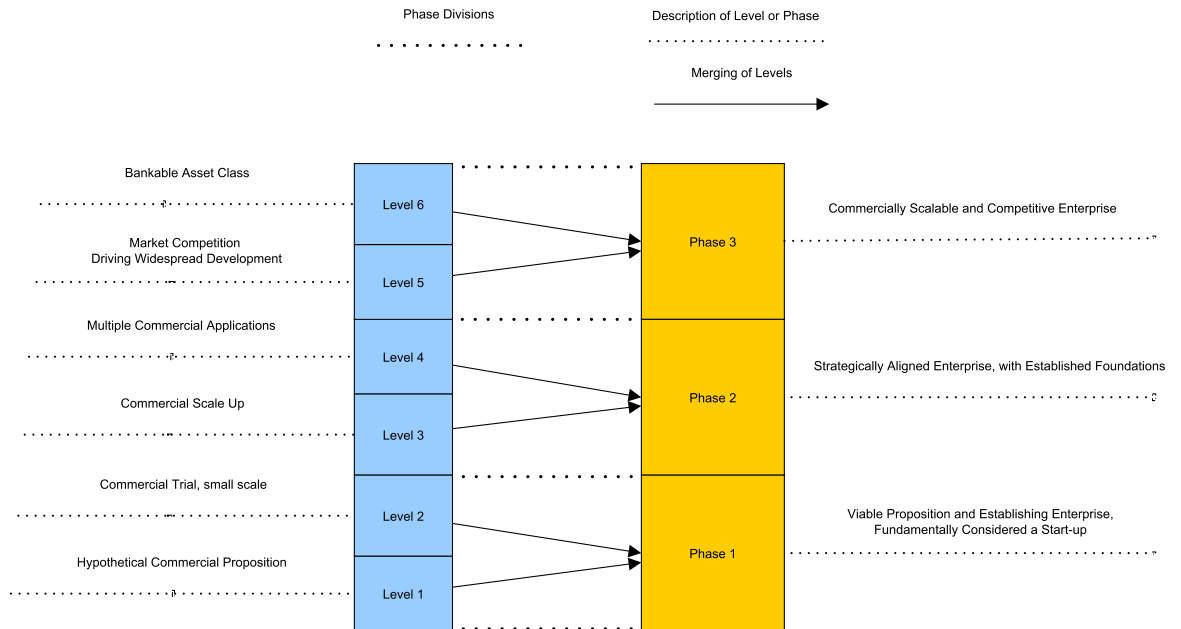 Phase Divisions
Description of Level or Phase
Merging of Levels
Bankable Asset Class
Level 6
Market Competition
Driving Widespread Development
Level 5
Phase 3
Commercially Scalable and Competitive Enterprise
Multiple Commercial Applications
Level 4
Commercial Scale Up
Level 3
Phase 2
Strategically Aligned Enterprise, with Established Foundations
Commercial Trial, small scale
Level 2
Hypothetical Commercial Proposition
Level 1
Phase 1
Viable Proposition and Establishing Enterprise,
Fundamentally Considered a Start-up